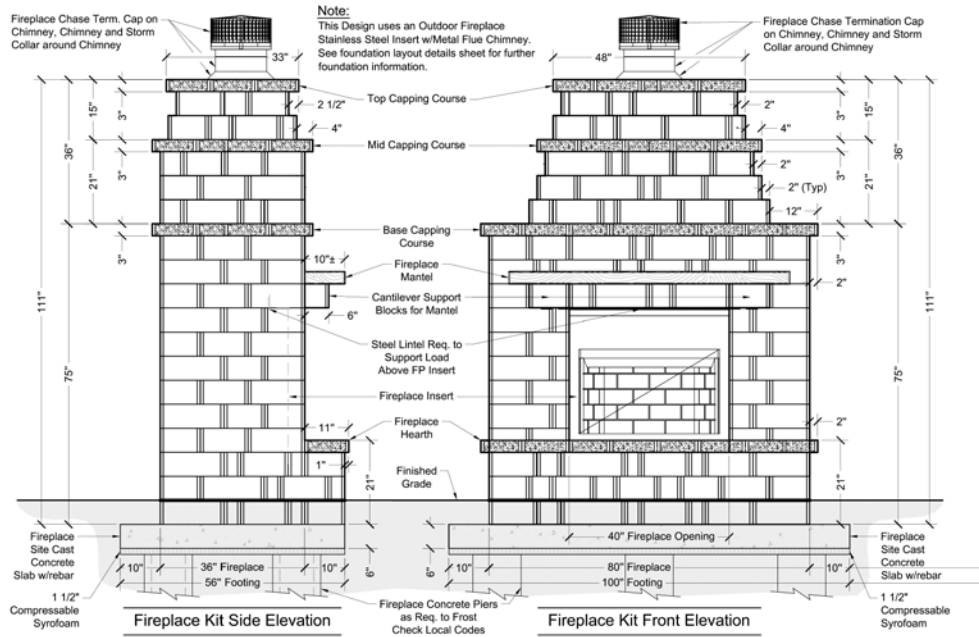 Note:
This Design uses an Outdoor Fireplace
Stainless Steel Insert w/Metal Flue Chimney.
See foundation layout details sheet for further
foundation information.
Fireplace Chase Term. Cap on
Chimney, Chimney and Storm
Collar around Chimney
Fireplace Chase Termination Cap
on Chimney, Chimney and Storm
Collar around Chimney
33"
48"
Top Capping Course
2 1/2"
4"
3"
15"
36"
2"
4"
3"
15"
36"
Mid Capping Course
3"
21"
2"
2" (Typ)
12"
3"
21"
Base Capping
Course
3"
10"±
3"
Fireplace
Mantel
2"
Cantilever Support
Blocks for Mantel
6"
111"
111"
Steel Lintel Req. to
Support Load
Above FP Insert
75"
75"
Fireplace Insert
11"
Fireplace
Hearth
2"
1"
21"
21"
Finished
Grade
Fireplace
Site Cast
Concrete
Slab w/rebar
40" Fireplace Opening
Fireplace
Site Cast
Concrete
Slab w/rebar
10"
36" Fireplace
10"
6"
6"
10"
80" Fireplace
10"
56" Footing
100" Footing
1 1/2"
Compressable
Syrofoam
Fireplace Concrete Piers
as Req. to Frost
Check Local Codes
1 1/2"
Compressable
Syrofoam
Fireplace Kit Side Elevation
Fireplace Kit Front Elevation